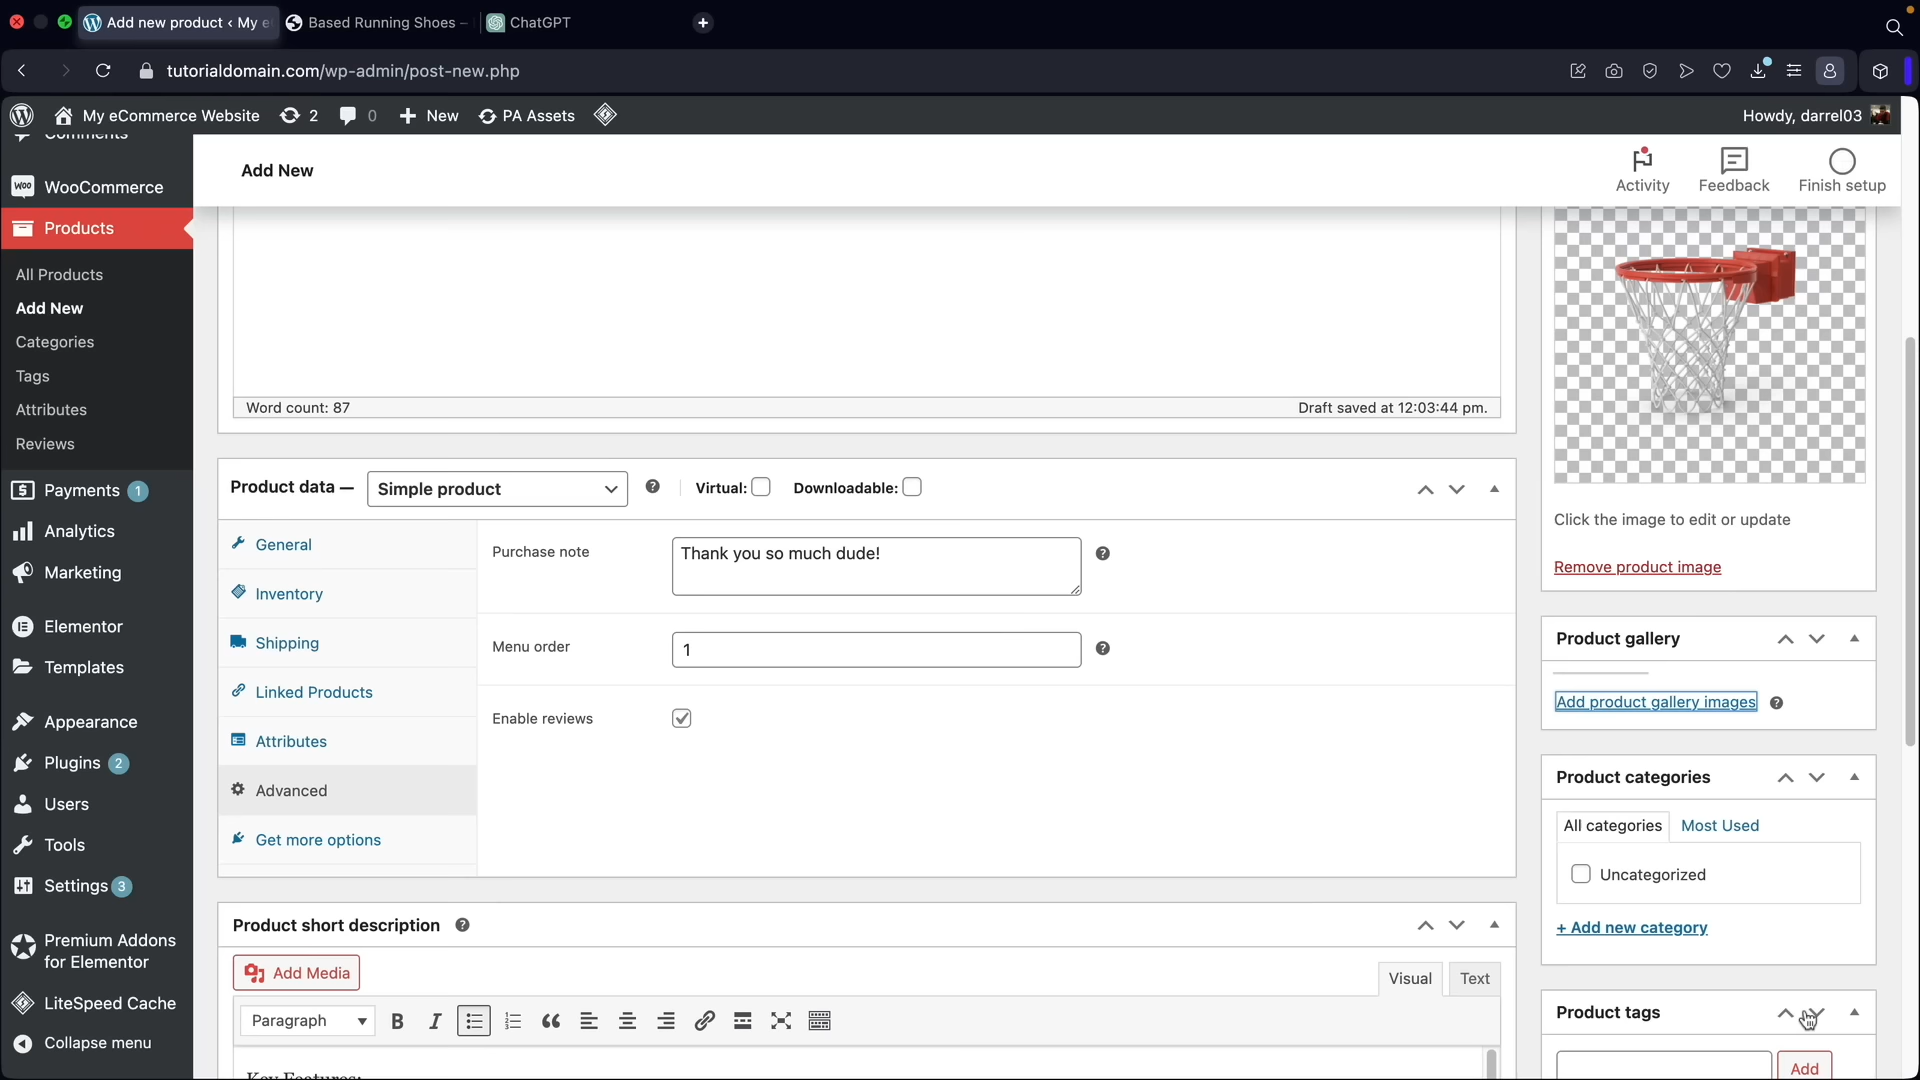 Add new product ‹ My e
Based Running Shoes –
ChatGPT
tutorialdomain.com/wp-admin/post-new.php
My eCommerce Website
2
0
New
PA Assets
Howdy, darrel03
Comments
WooCommerce
Products
All Products
Add New
Categories
Tags
Attributes
Reviews
Payments 1
Analytics
Marketing
Elementor
Templates
Appearance
Plugins 2
Users
Tools
Settings 3
Premium Addons
for Elementor
LiteSpeed Cache
Collapse menu
Add New
Activity
Feedback
Finish setup
Word count: 87
Draft saved at 12:03:44 pm.
Product data —
Simple product
Virtual:
Downloadable:
General
Inventory
Shipping
Linked Products
Attributes
Advanced
Get more options
Purchase note
Thank you so much dude!
Menu order
1
Enable reviews
Product short description
Add Media
Visual
Text
Paragraph
Key Features:
Click the image to edit or update
Remove product image
Product gallery
Add product gallery images
Product categories
All categories
Most Used
Uncategorized
+ Add new category
Product tags
Add